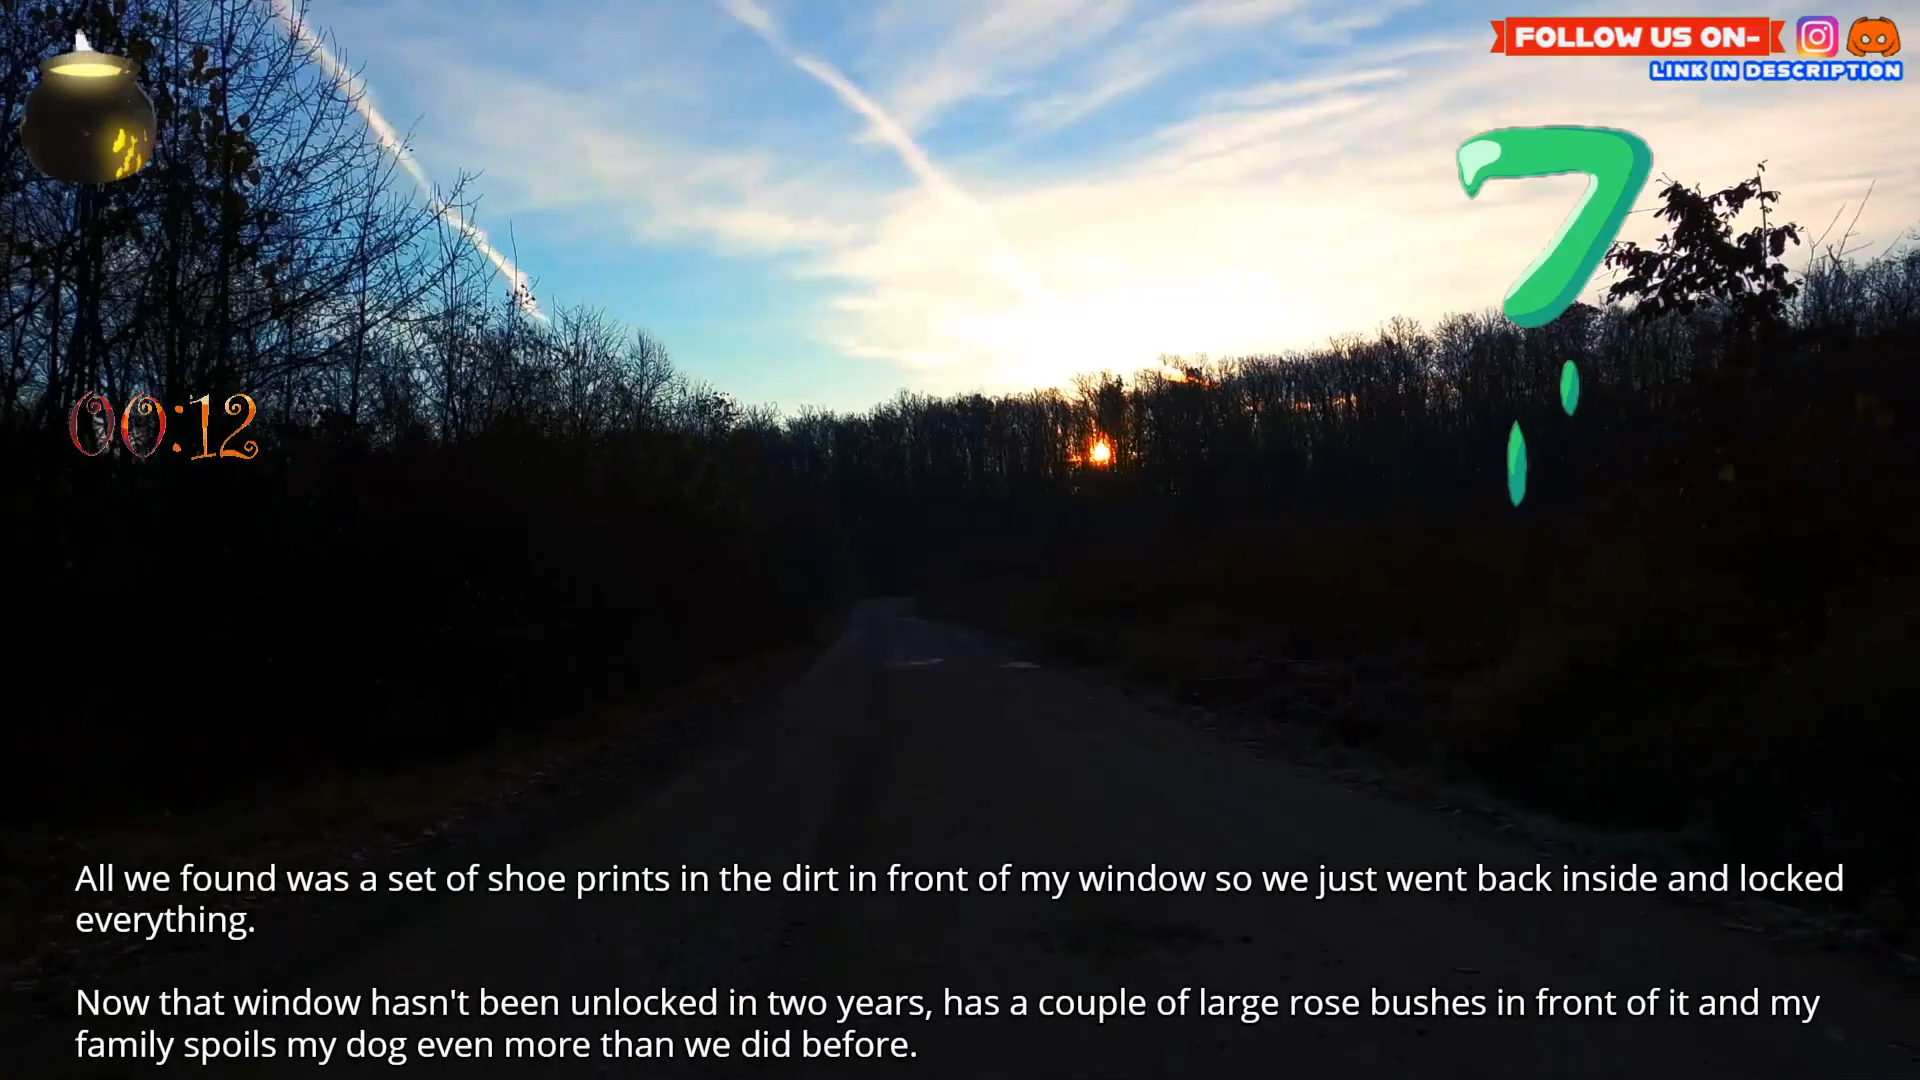 FOLLOW US ON-
LINK IN DESCRIPTION
7
00:12
All we found was a set of shoe prints in the dirt in front of my window so we just went back inside and locked
everything.
Now that window hasn't been unlocked in two years, has a couple of large rose bushes in front of it and my
family spoils my dog even more than we did before.